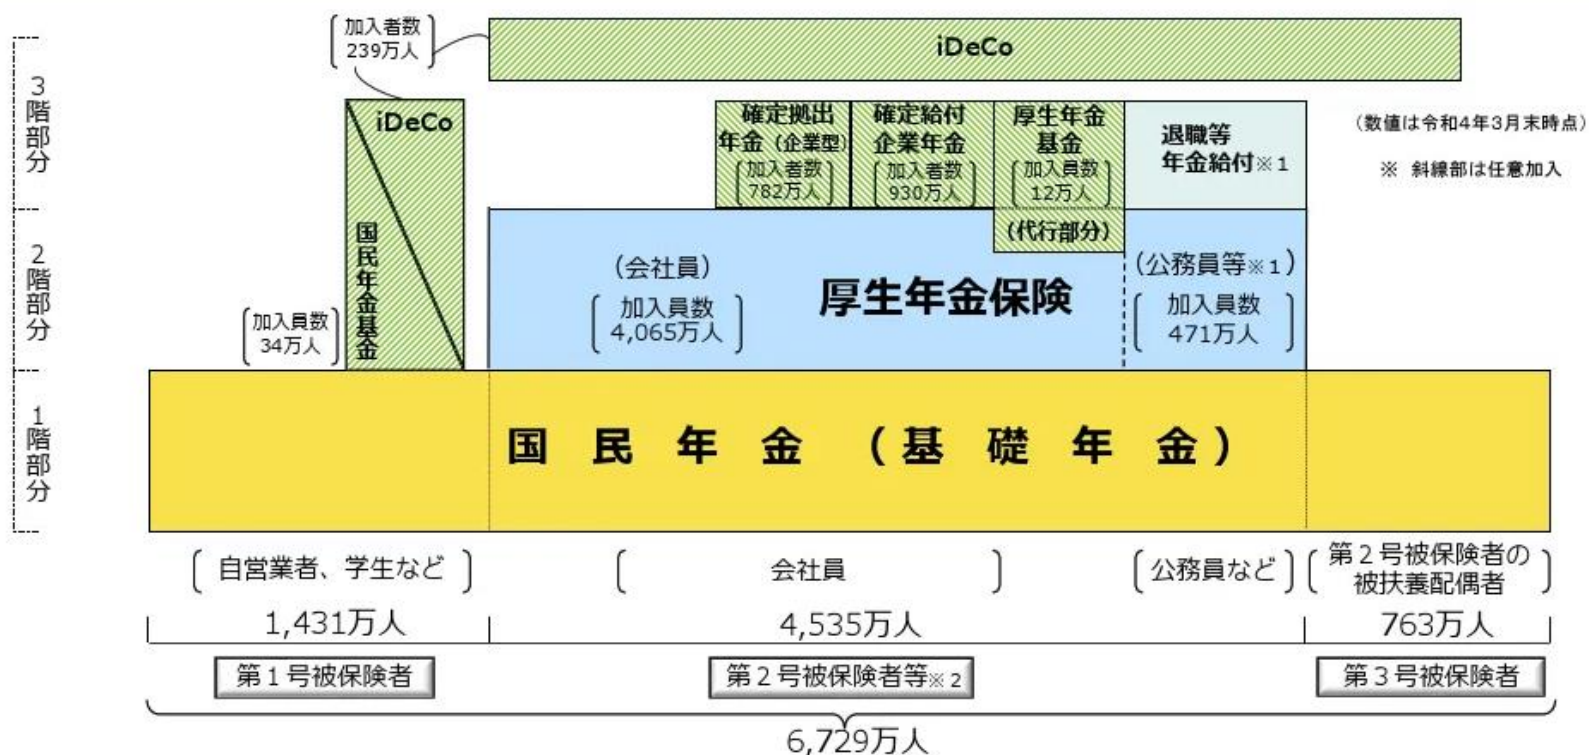 加入者数
239万人
iDeCo
3階部分
iDeCo
国民年金基金
加入員数
34万人
確定拠出
年金（企業型）
加入者数
782万人
確定給付
企業年金
加入者数
930万人
厚生年金
基金
加入員数
12万人
（代行部分）
退職等
年金給付※1
（数値は令和4年3月末時点）
※ 斜線部は任意加入
2階部分
（会社員）
加入員数
4,065万人
厚生年金保険
（公務員等※1）
加入員数
471万人
1階部分
国民年金（基礎年金）
自営業者、学生など
会社員
公務員など
第2号被保険者の
被扶養配偶者
1,431万人
4,535万人
763万人
第1号被保険者
第2号被保険者等※2
第3号被保険者
6,729万人